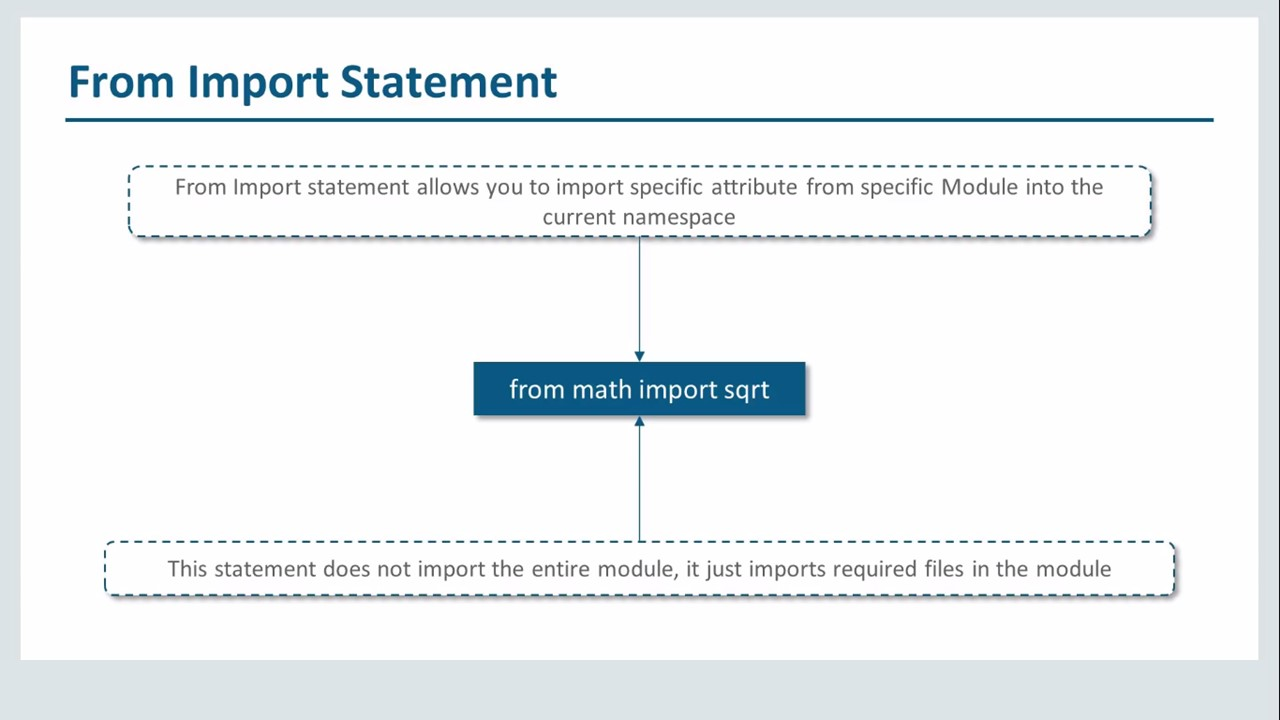 From Import Statement
From Import statement allows you to import specific attribute from specific Module into the
current namespace
from math import sqrt
This statement does not import the entire module, it just imports required files in the module